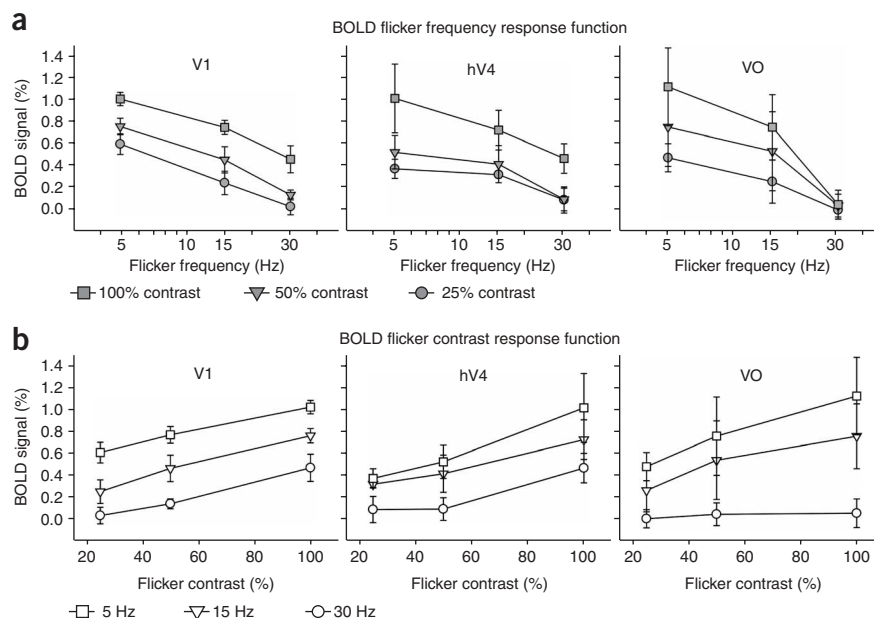 a
BOLD flicker frequency response function
V1
hV4
VO
BOLD signal (%)
1.4
1.2
1.0
0.8
0.6
0.4
0.2
0.0
5 10 15 30
5 10 15 30
5 10 15 30
Flicker frequency (Hz)
Flicker frequency (Hz)
Flicker frequency (Hz)
100% contrast 50% contrast 25% contrast
b
BOLD flicker contrast response function
V1
hV4
VO
BOLD signal (%)
1.4
1.2
1.0
0.8
0.6
0.4
0.2
0.0
20 40 60 80 100
20 40 60 80 100
20 40 60 80 100
Flicker contrast (%)
Flicker contrast (%)
Flicker contrast (%)
5 Hz 15 Hz 30 Hz